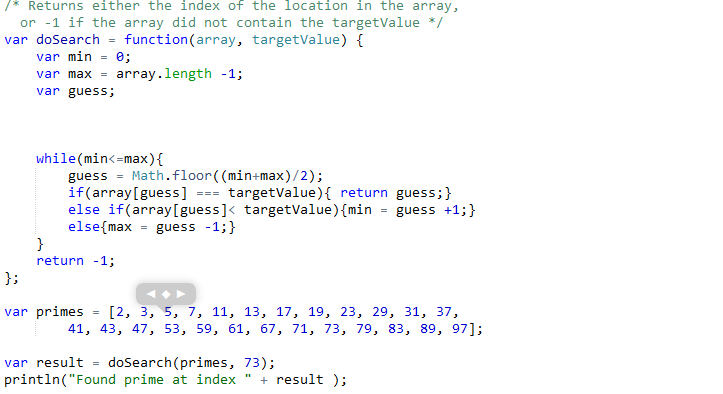 /* Returns either the index of the location in the array,
or -1 if the array did not contain the targetValue */
var doSearch = function(array, targetValue) {
var min = 0;
var max = array.length -1;
var guess;
while(min<=max){
guess = Math.floor((min+max)/2);
if(array[guess] === targetValue){ return guess;}
else if(array[guess]< targetValue){min = guess +1;}
else{max = guess -1;}
}
return -1;
};
var primes = [2, 3, 5, 7, 11, 13, 17, 19, 23, 29, 31, 37,
41, 43, 47, 53, 59, 61, 67, 71, 73, 79, 83, 89, 97];
var result = doSearch(primes, 73);
println("Found prime at index " + result );